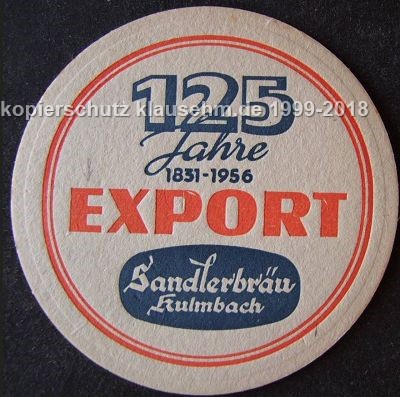 125
kopierschutz klausehm.de 1999-2018
Jahre
1831-1956
EXPORT
Sandlerbräu
Kulmbach